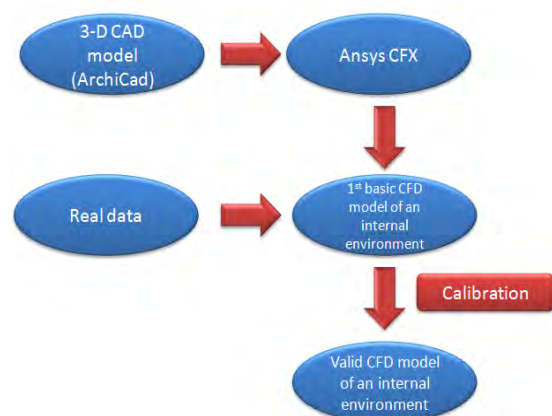 3-D CAD
model
(ArchiCad)
Ansys CFX
Real data
1st basic CFD
model of an
internal
environment
Calibration
Valid CFD model
of an internal
environment